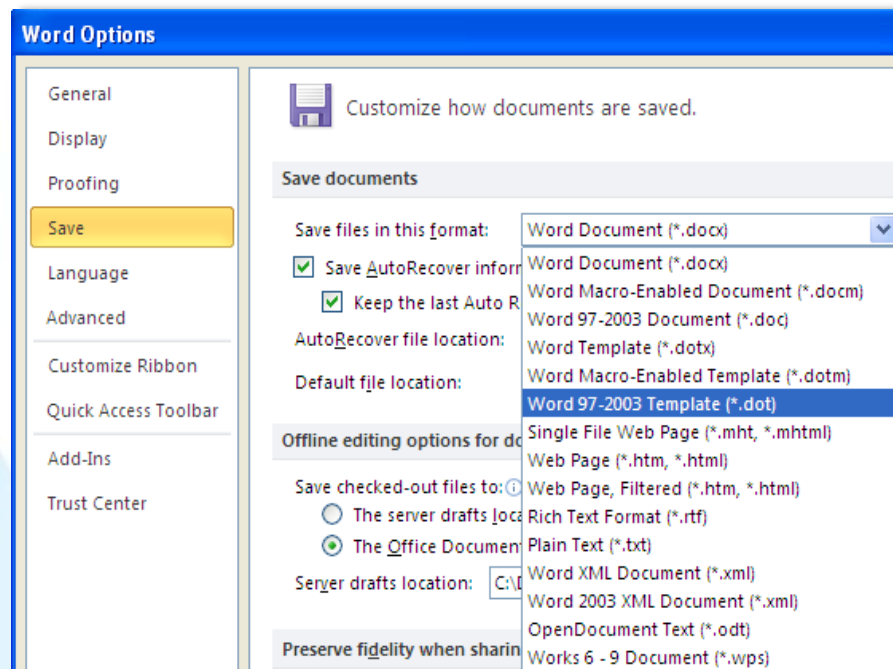 Word Options
General
Display
Proofing
Save
Language
Advanced
Customize Ribbon
Quick Access Toolbar
Add-Ins
Trust Center
Customize how documents are saved.
Save documents
Save files in this format: Word Document (*.docx)
Save AutoRecover
Keep the last Auto
AutoRecover file location:
Default file location:
Word Document (*.docx)
Word Macro-Enabled Document (*.docm)
Word 97-2003 Document (*.doc)
Word Template (*.dotx)
Word Macro-Enabled Template (*.dotm)
Word 97-2003 Template (*.dot)
Single File Web Page (*.mht, *.mhtml)
Web Page (*.htm, *.html)
Web Page, Filtered (*.htm, *.html)
Rich Text Format (*.rtf)
Plain Text (*.txt)
Word XML Document (*.xml)
Word 2003 XML Document (*.xml)
OpenDocument Text (*.odt)
Works 6 - 9 Document (*.wps)
Offline editing options for
Save checked-out files to:
The server drafts
The Office
Server drafts location: C:\
Preserve fidelity when